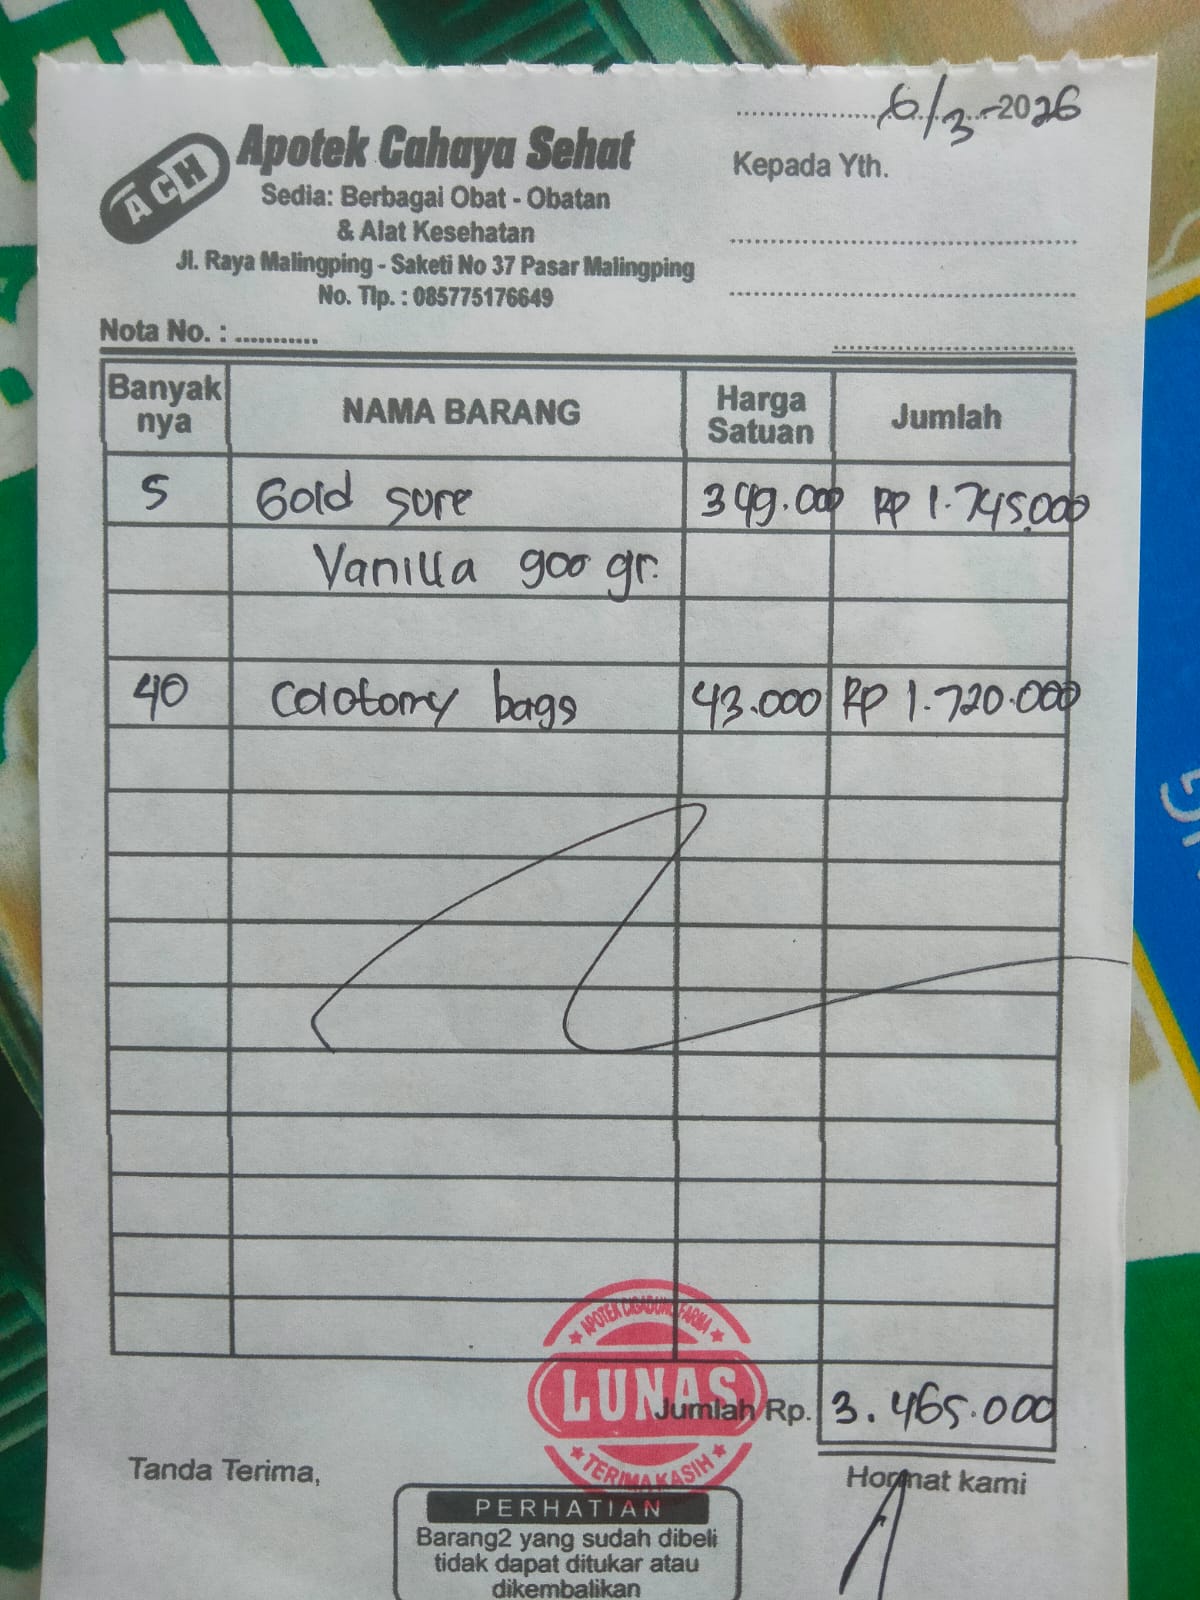 6/3-2026
ACH
Apotek Cahaya Sehat
Sedia: Berbagai Obat - Obatan
& Alat Kesehatan
Jl. Raya Malingping - Saketi No 37 Pasar Malingping
No. Tlp. : 085775176649
Kepada Yth.
Nota No. : ...........
Banyak nya NAMA BARANG Harga Satuan Jumlah
5 Gold sure 349.000 Rp 1.745.000
Vanilla 900 gr.
40 Colotomy bags 43.000 Rp 1.720.000
APOTEK CIGADUNG FARMA
LUNAS
TERIMA KASIH
Jumlah Rp. 3.465.000
Tanda Terima,
Hormat kami
PERHATIAN
Barang2 yang sudah dibeli
tidak dapat ditukar atau
dikembalikan